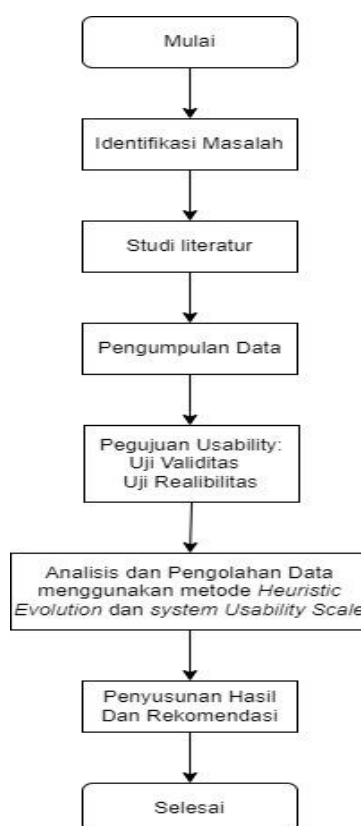 Mulai
Identifikasi Masalah
Studi literatur
Pengumpulan Data
Pegujuan Usability:
Uji Validitas
Uji Realibilitas
Analisis dan Pengolahan Data
menggunakan metode Heuristic
Evolution dan system Usability Scale
Penyusunan Hasil
Dan Rekomendasi
Selesai